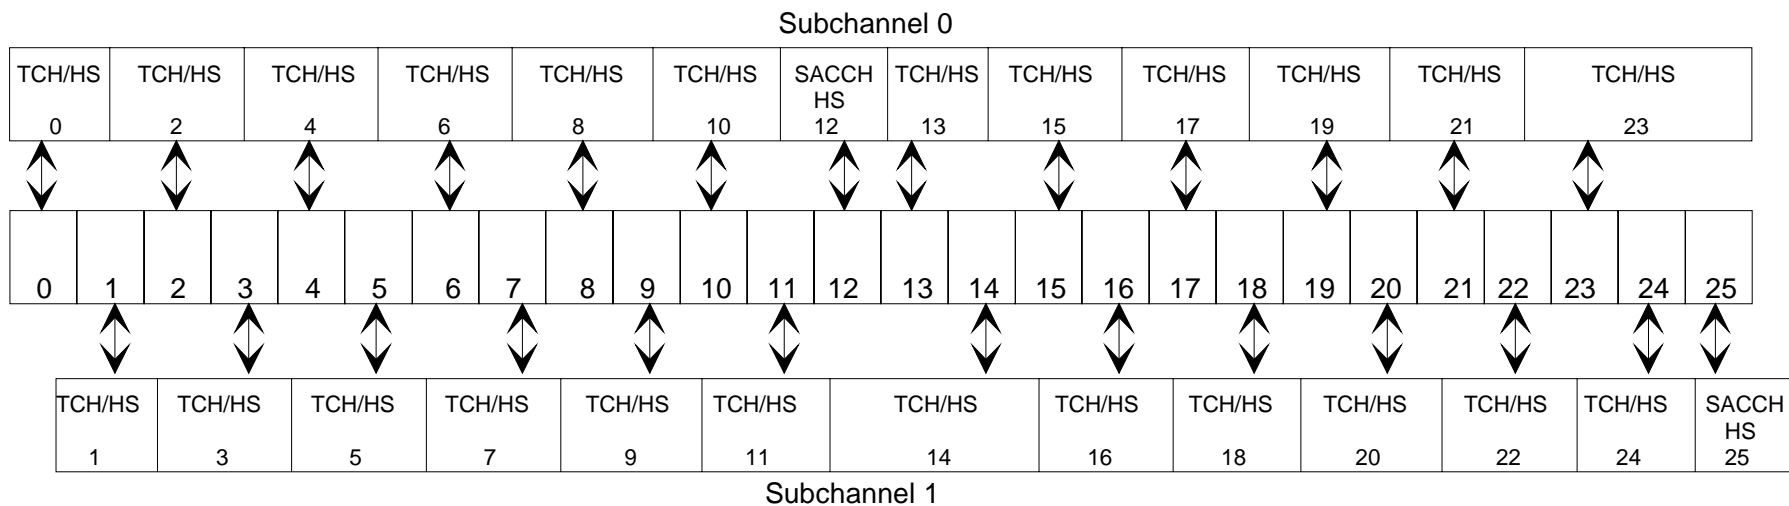 Subchannel 0
TCH/HS TCH/HS TCH/HS TCH/HS TCH/HS TCH/HS SACCH TCH/HS TCH/HS TCH/HS TCH/HS TCH/HS TCH/HS
HS
0 2 4 6 8 10 12 13 15 17 19 21 23
0 1 2 3 4 5 6 7 8 9 10 11 12 13 14 15 16 17 18 19 20 21 22 23 24 25
TCH/HS TCH/HS TCH/HS TCH/HS TCH/HS TCH/HS TCH/HS TCH/HS TCH/HS TCH/HS TCH/HS TCH/HS SACCH
HS
1 3 5 7 9 11 14 16 18 20 22 24 25
Subchannel 1